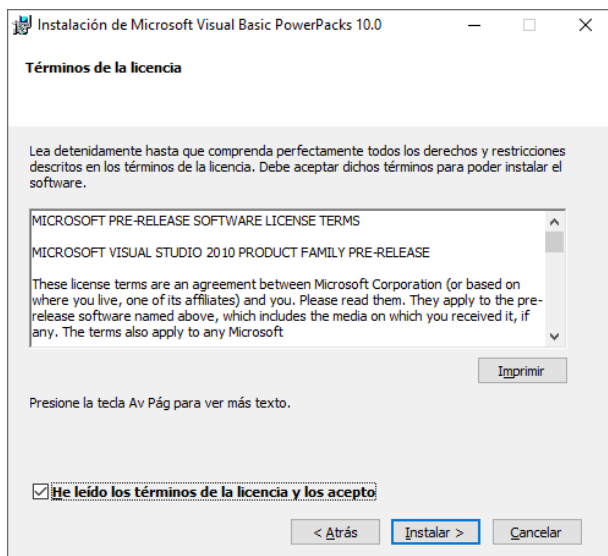 Instalación de Microsoft Visual Basic PowerPacks 10.0
Términos de la licencia
Lea detenidamente hasta que comprenda perfectamente todos los derechos y restricciones
descritos en los términos de la licencia. Debe aceptar dichos términos para poder instalar el
software.
MICROSOFT PRE-RELEASE SOFTWARE LICENSE TERMS
MICROSOFT VISUAL STUDIO 2010 PRODUCT FAMILY PRE-RELEASE
These license terms are an agreement between Microsoft Corporation (or based on
where you live, one of its affiliates) and you. Please read them. They apply to the pre-
release software named above, which includes the media on which you received it, if
any. The terms also apply to any Microsoft
Imprimir
Presione la tecla Av Pág para ver más texto.
He leído los términos de la licencia y los acepto
< Atrás
Instalar >
Cancelar